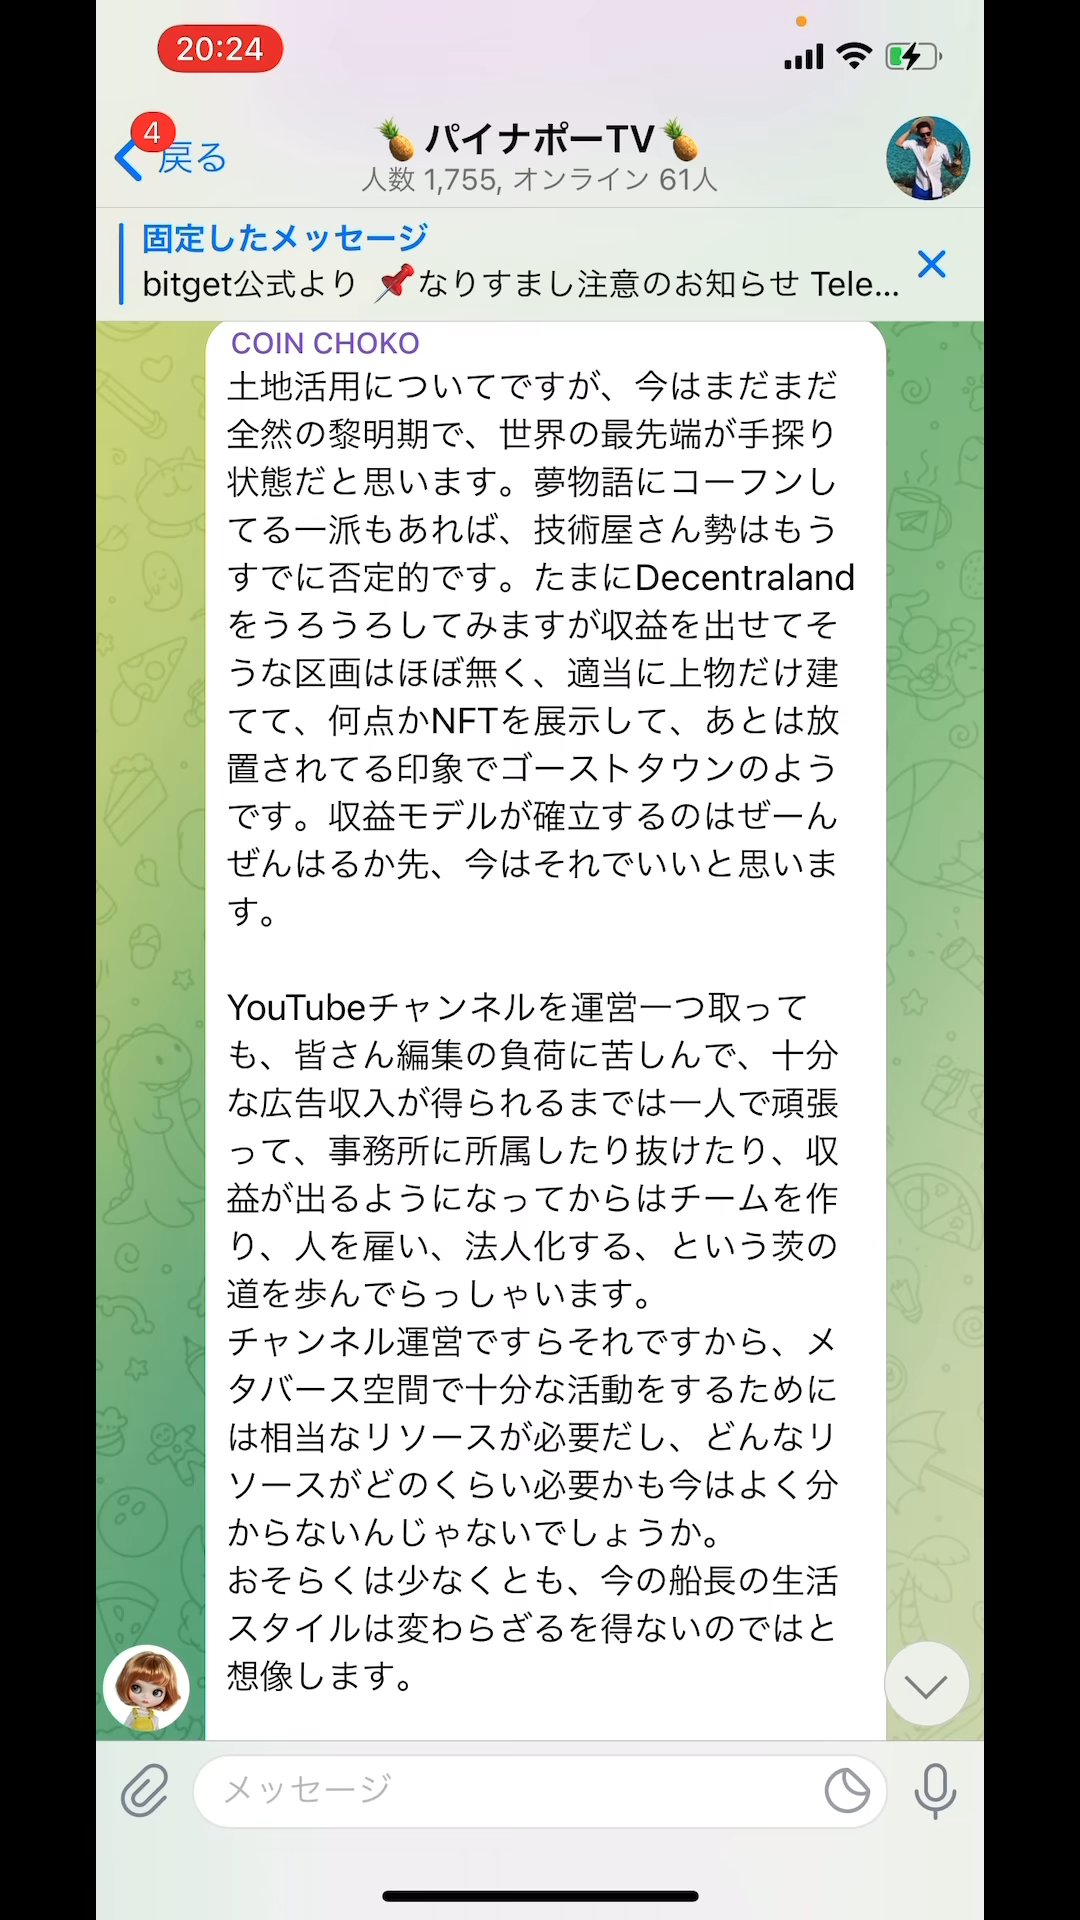 20:24
4
戻る
🍍 パイナポーTV🍍
人数 1,755, オンライン 61人
固定したメッセージ
bitget公式より 📌なりすまし注意のお知らせ Tele...
COIN CHOKO
土地活用についてですが、今はまだまだ
全然の黎明期で、世界の最先端が手探り
状態だと思います。夢物語にコーフンし
てる一派もあれば、技術屋さん勢はもう
すでに否定的です。たまにDecentraland
をうろうろしてみますが収益を出せてそ
うな区画はほぼ無く、適当に上物だけ建
てて、何点かNFTを展示して、あとは放
置されてる印象でゴーストタウンのよう
です。収益モデルが確立するのはぜーん
ぜんはるか先、今はそれでいいと思いま
す。
YouTubeチャンネルを運営一つ取って
も、皆さん編集の負荷に苦しんで、十分
な広告収入が得られるまでは一人で頑張
って、事務所に所属したり抜けたり、収
益が出るようになってからはチームを作
り、人を雇い、法人化する、という茨の
道を歩んでらっしゃいます。
チャンネル運営ですらそれですから、メ
タバース空間で十分な活動をするために
は相当なリソースが必要だし、どんなリ
ソースがどのくらい必要かも今はよく分
からないんじゃないでしょうか。
おそらくは少なくとも、今の船長の生活
スタイルは変わらざるを得ないのではと
想像します。
メッセージ